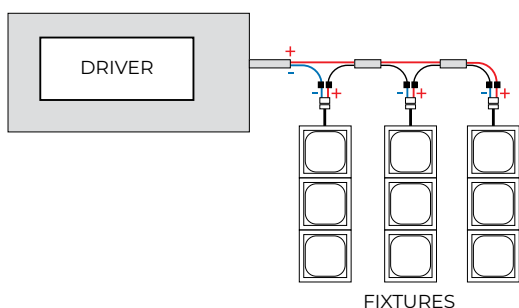 DRIVER
+
-
- + - + - +
FIXTURES